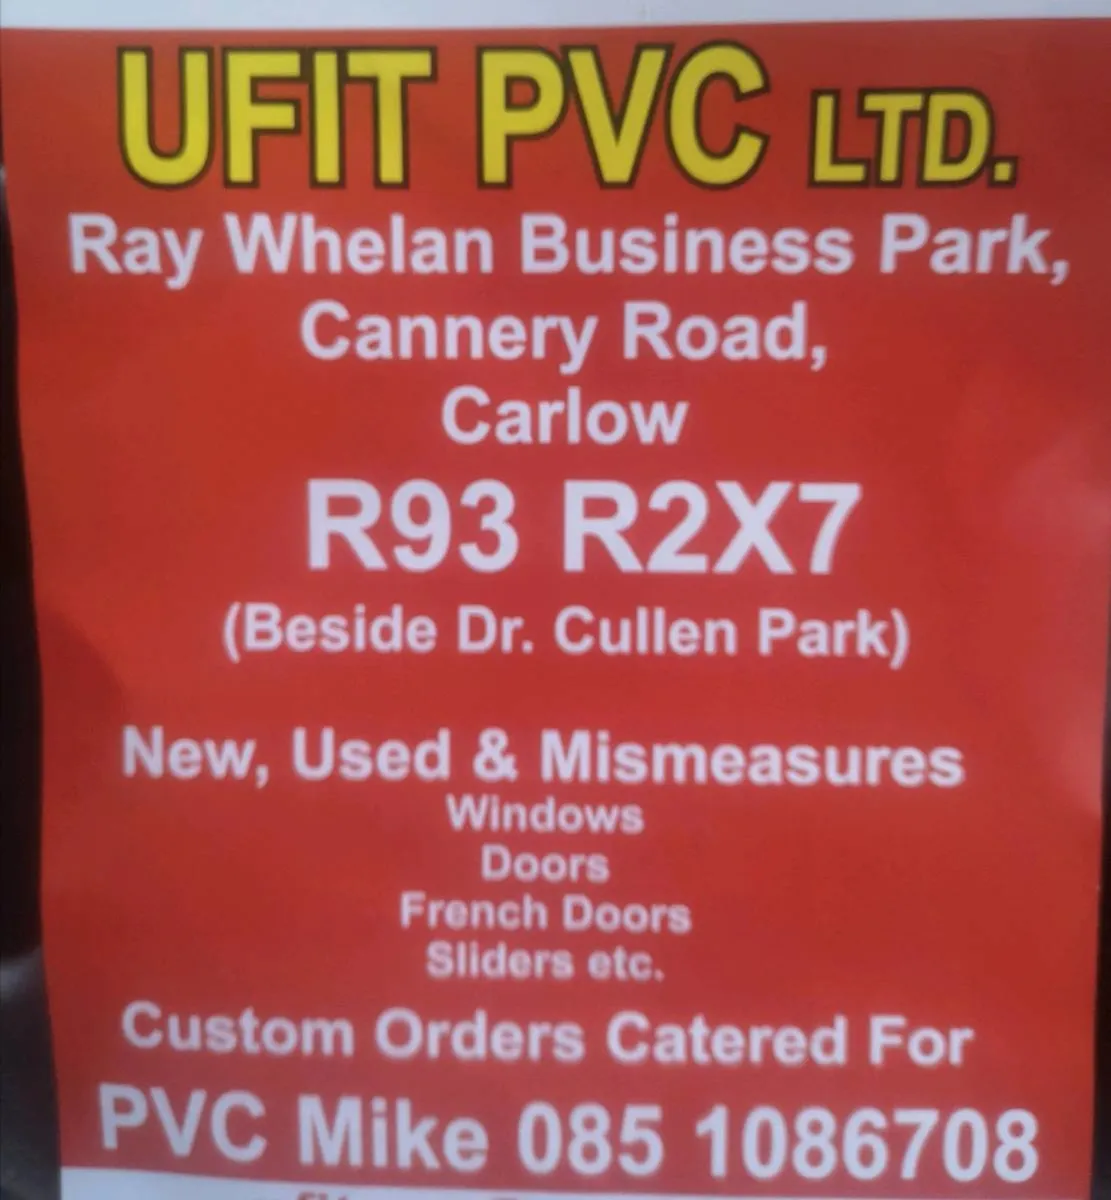 UFIT PVC LTD.
Ray Whelan Business Park,
Cannery Road,
Carlow
R93 R2X7
(Beside Dr. Cullen Park)
New, Used & Mismeasures
Windows
Doors
French Doors
Sliders etc.
Custom Orders Catered For
PVC Mike 085 1086708